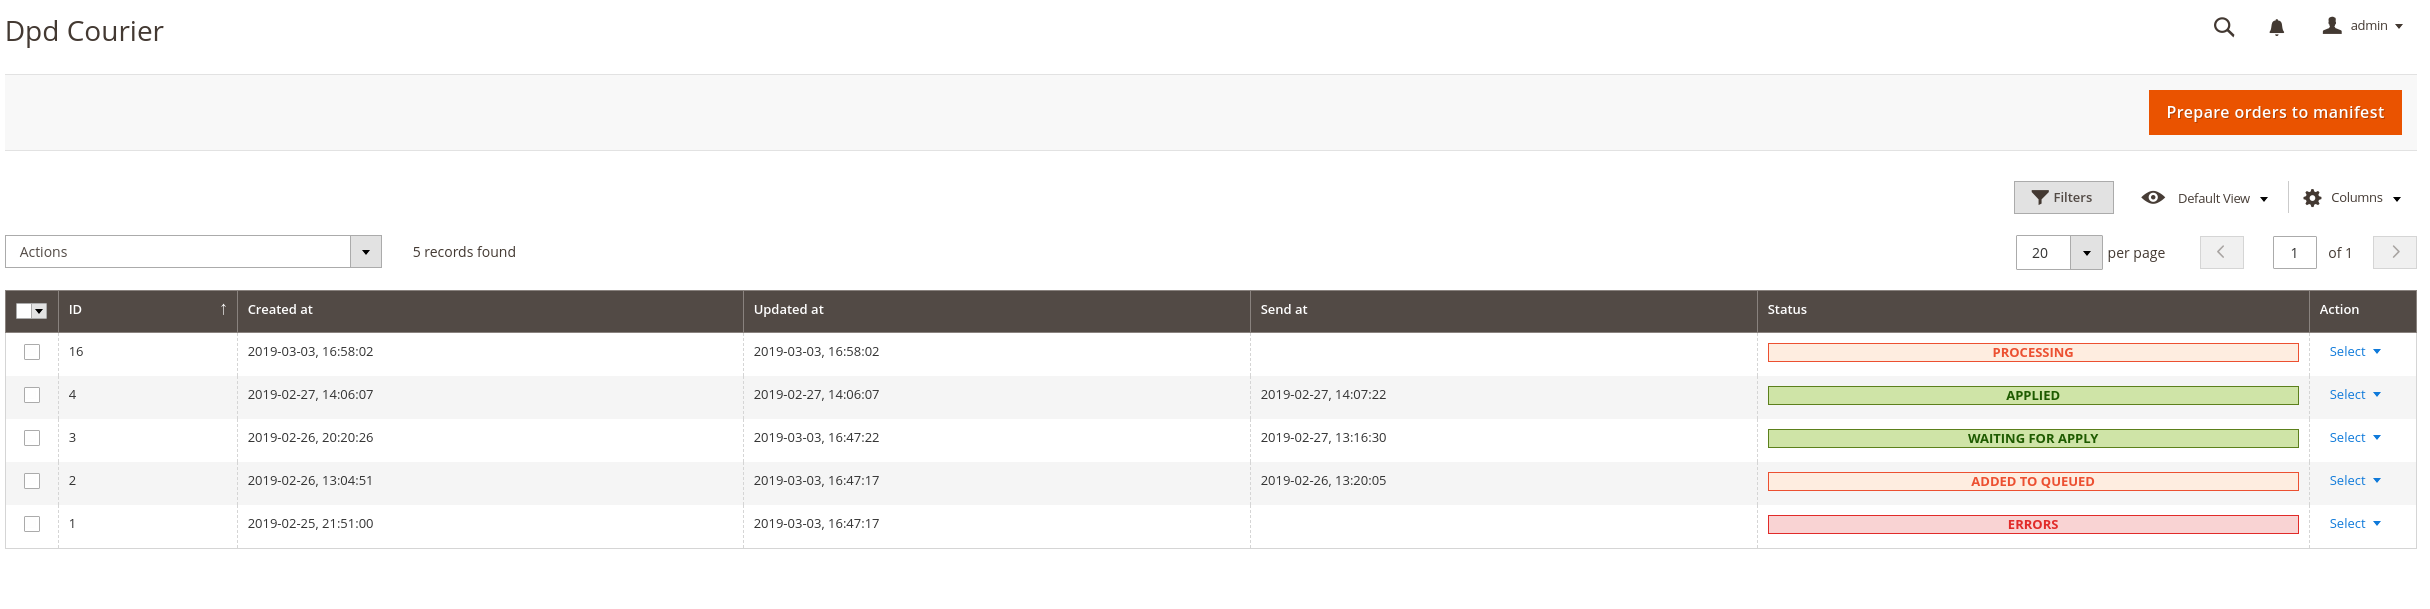 Dpd Courier
admin
Prepare orders to manifest
Filters Default View Columns
Actions 5 records found 20 per page 1 of 1
ID ↑ Created at Updated at Send at Status Action
16 2019-03-03, 16:58:02 2019-03-03, 16:58:02 PROCESSING Select
4 2019-02-27, 14:06:07 2019-02-27, 14:06:07 2019-02-27, 14:07:22 APPLIED Select
3 2019-02-26, 20:20:26 2019-03-03, 16:47:22 2019-02-27, 13:16:30 WAITING FOR APPLY Select
2 2019-02-26, 13:04:51 2019-03-03, 16:47:17 2019-02-26, 13:20:05 ADDED TO QUEUED Select
1 2019-02-25, 21:51:00 2019-03-03, 16:47:17 ERRORS Select